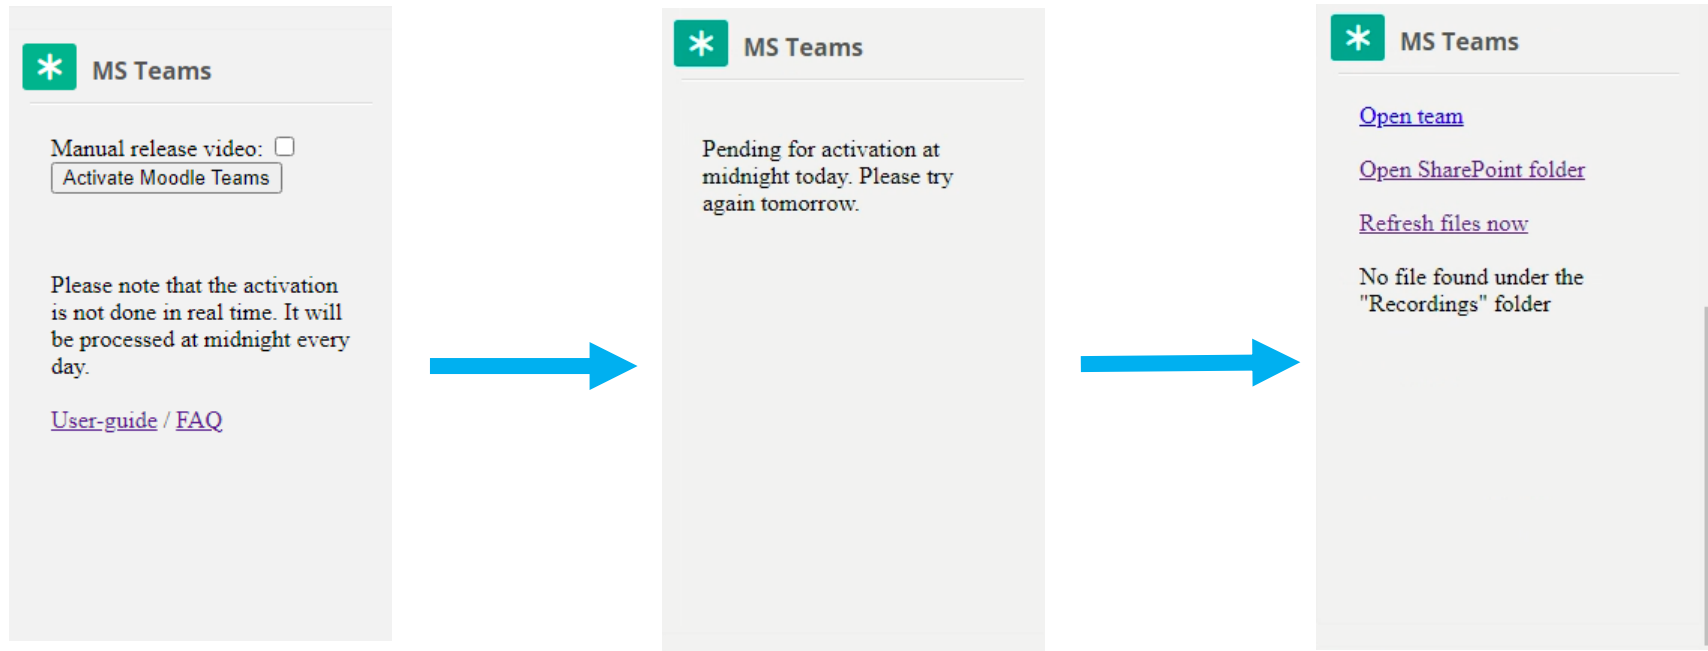 MS Teams
Manual release video:
Activate Moodle Teams
Please note that the activation
is not done in real time. It will
be processed at midnight every
day.
User-guide / FAQ
MS Teams
Pending for activation at
midnight today. Please try
again tomorrow.
MS Teams
Open team
Open SharePoint folder
Refresh files now
No file found under the
"Recordings" folder